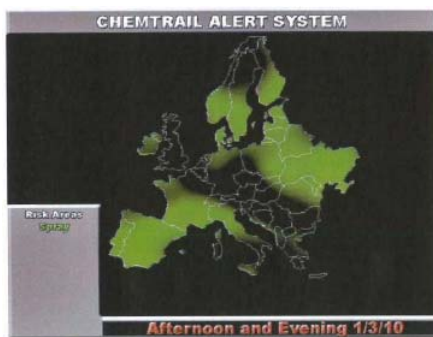 CHEMTRAIL ALERT SYSTEM
Risk Areas
Spray
Afternoon and Evening 1/3/10